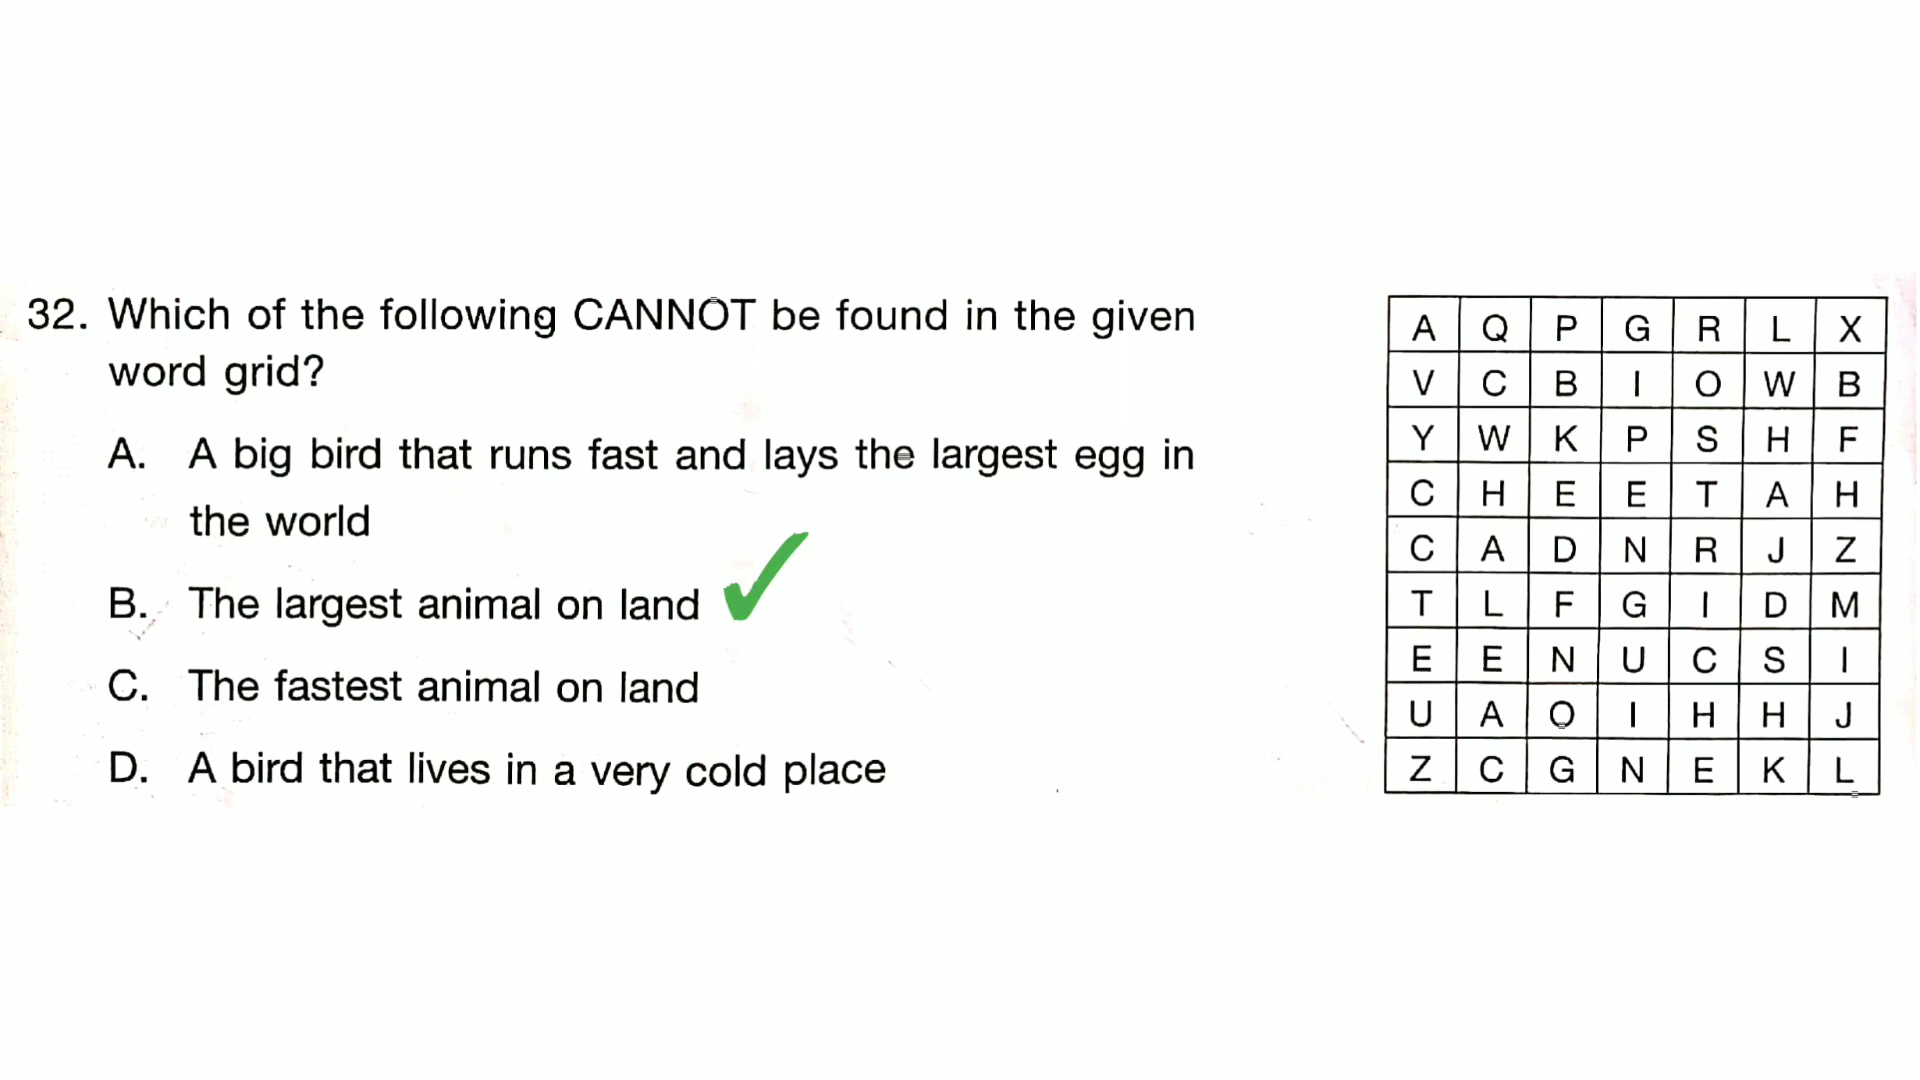 32. Which of the following CANNOT be found in the given
word grid?
A. A big bird that runs fast and lays the largest egg in
the world
B. The largest animal on land
C. The fastest animal on land
D. A bird that lives in a very cold place
A Q P G R L X
V C B I O W B
Y W K P S H F
C H E E T A H
C A D N R J Z
T L F G I D M
E E N U C S I
U A O I H H J
Z C G N E K L